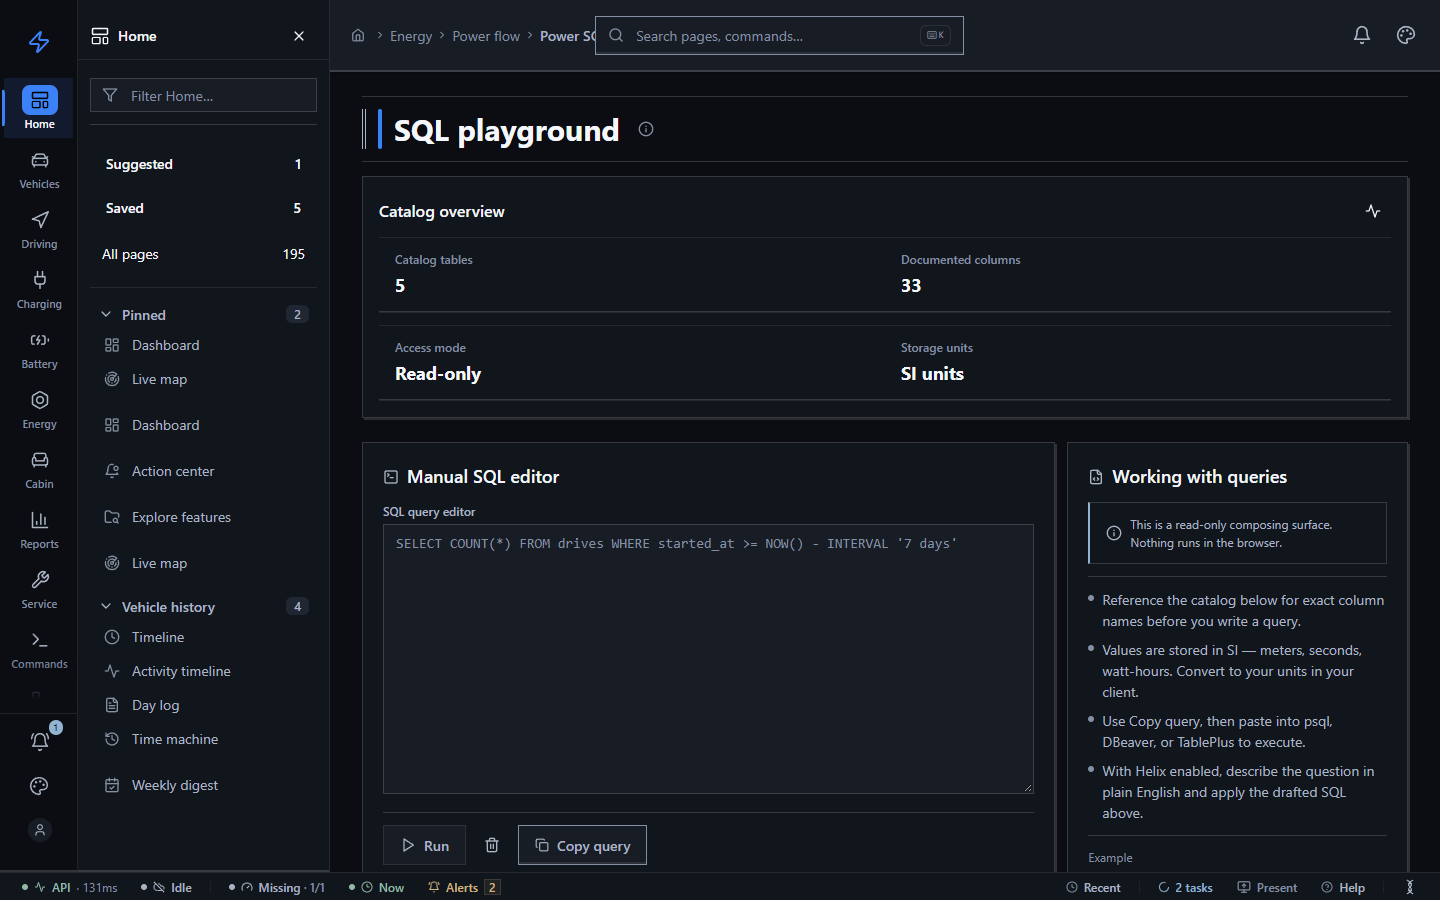 Home
Energy
Power flow
Search pages, commands...
K
Home
Vehicles
Driving
Charging
Battery
Energy
Cabin
Reports
Service
Commands
1
Filter Home...
Suggested 1
Saved 5
All pages 195
Pinned 2
Dashboard
Live map
Dashboard
Action center
Explore features
Live map
Vehicle history 4
Timeline
Activity timeline
Day log
Time machine
Weekly digest
SQL playground
Catalog overview
Catalog tables
5
Documented columns
33
Access mode
Read-only
Storage units
SI units
Manual SQL editor
SQL query editor
SELECT COUNT(*) FROM drives WHERE started_at >= NOW() - INTERVAL '7 days'
Run
Copy query
Working with queries
This is a read-only composing surface.
Nothing runs in the browser.
Reference the catalog below for exact column
names before you write a query.
Values are stored in SI — meters, seconds,
watt-hours. Convert to your units in your
client.
Use Copy query, then paste into psql,
DBeaver, or TablePlus to execute.
With Helix enabled, describe the question in
plain English and apply the drafted SQL
above.
Example
API · 131ms
Idle
Missing · 1/1
Now
Alerts 2
Recent
2 tasks
Present
Help